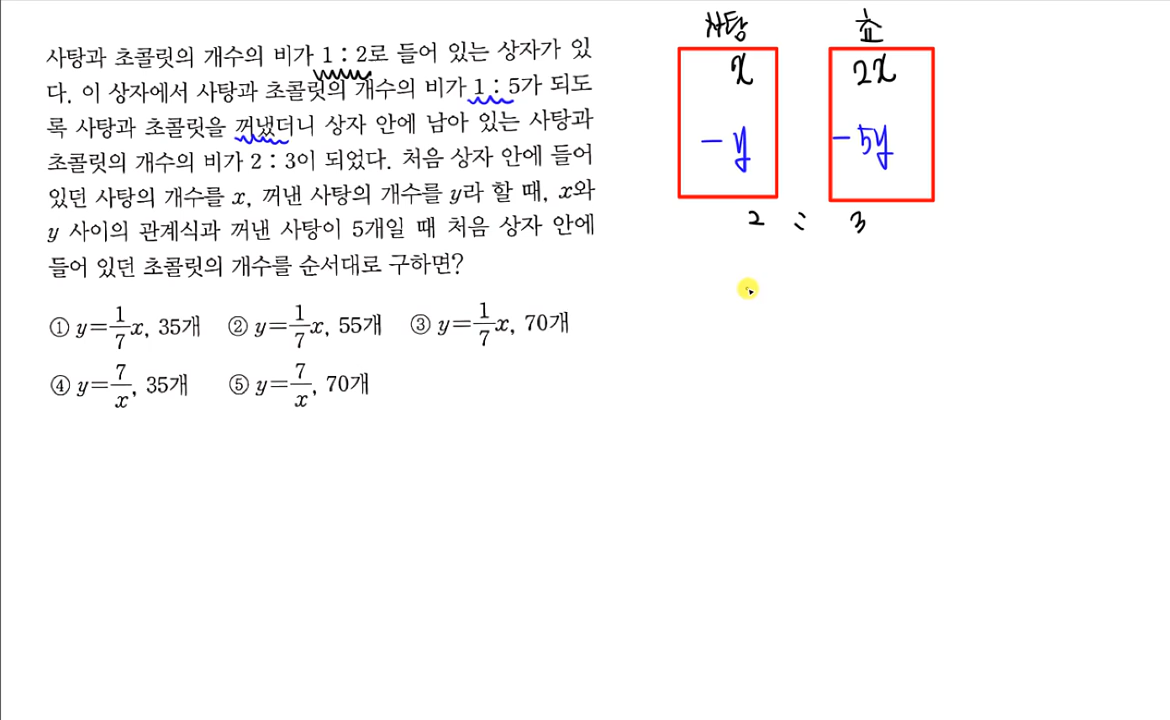 사탕과 초콜릿의 개수의 비가 1 : 2로 들어 있는 상자가 있
다. 이 상자에서 사탕과 초콜릿의 개수의 비가 1 : 5가 되도
록 사탕과 초콜릿을 꺼냈더니 상자 안에 남아 있는 사탕과
초콜릿의 개수의 비가 2 : 3이 되었다. 처음 상자 안에 들어
있던 사탕의 개수를 x, 꺼낸 사탕의 개수를 y라 할 때, x와
y 사이의 관계식과 꺼낸 사탕이 5개일 때 처음 상자 안에
들어 있던 초콜릿의 개수를 순서대로 구하면?
① y=1/7x, 35개 ② y=1/7x, 55개 ③ y=1/7x, 70개
④ y=7/x, 35개 ⑤ y=7/x, 70개
사탕 초
x 2x
-y -5y
2 : 3